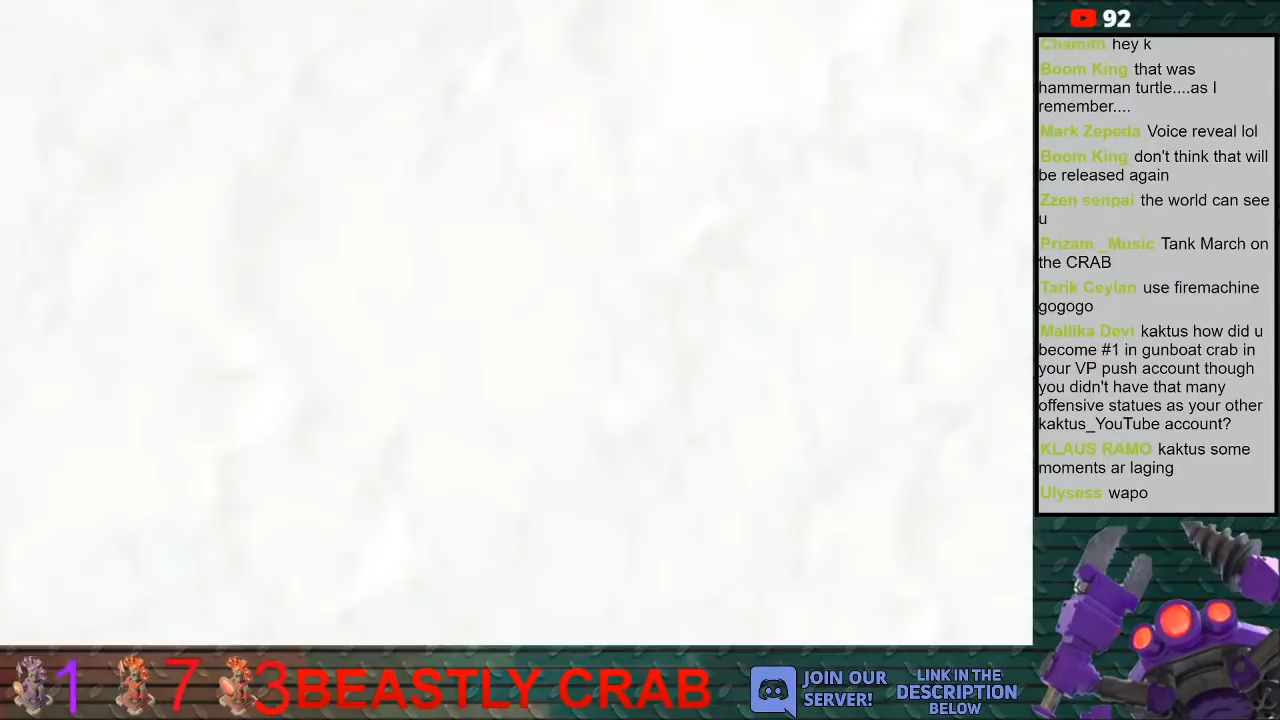 92
Chamith hey k
Boom King that was
hammerman turtle....as I
remember....
Mark Zepeda Voice reveal lol
Boom King don't think that will
be released again
Zzen senpai the world can see
u
Prizam_Music Tank March on
the CRAB
Tarik Ceylan use firemachine
gogogo
Mallika Devi kaktus how did u
become #1 in gunboat crab in
your VP push account though
you didn't have that many
offensive statues as your other
kaktus_YouTube account?
KLAUS RAMO kaktus some
moments ar laging
Ulysess wapo
1 7 3 BEASTLY CRAB
JOIN OUR
SERVER!
LINK IN THE
DESCRIPTION
BELOW